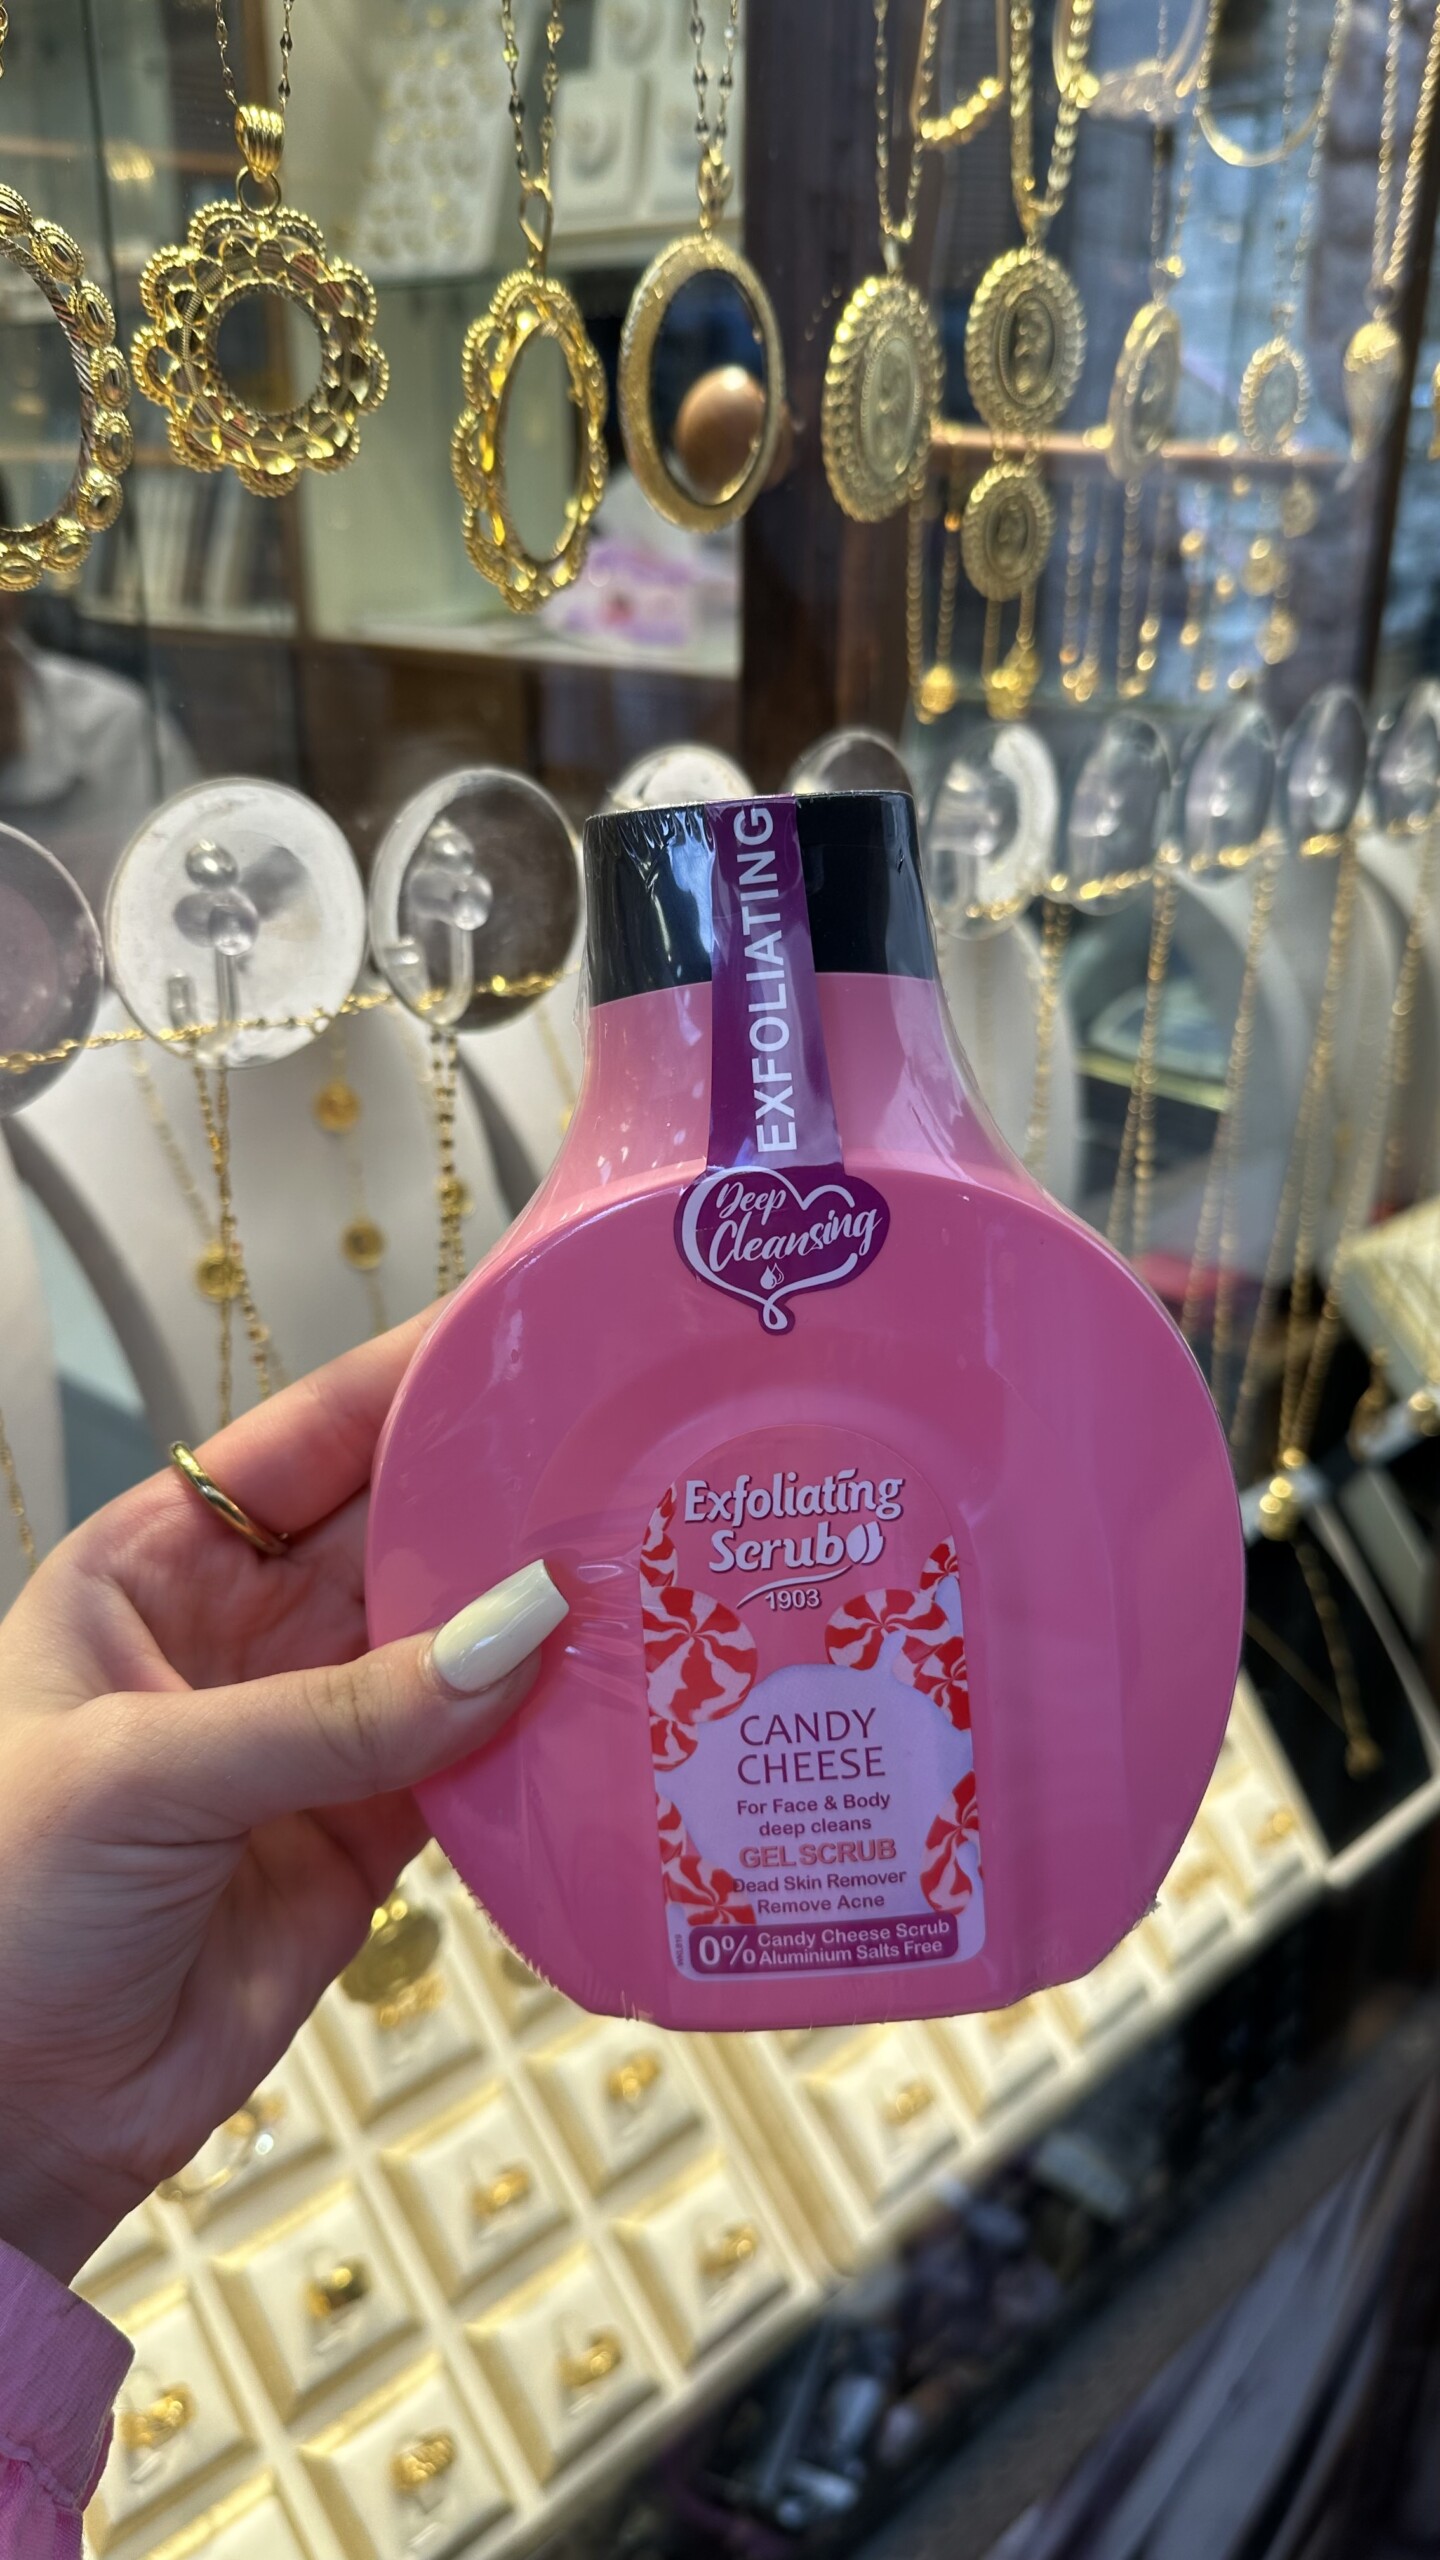 EXFOLIATING
Deep
Cleansing
Exfoliating
Scrub
1903
CANDY
CHEESE
For Face & Body
deep cleans
GEL SCRUB
Dead Skin Remover
Remove Acne
0% Candy Cheese Scrub
Aluminium Salts Free